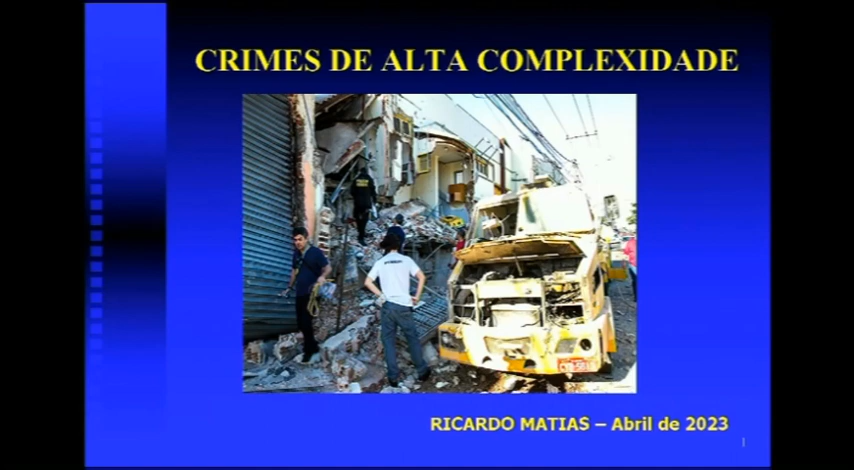 CRIMES DE ALTA COMPLEXIDADE
RICARDO MATIAS – Abril de 2023
1